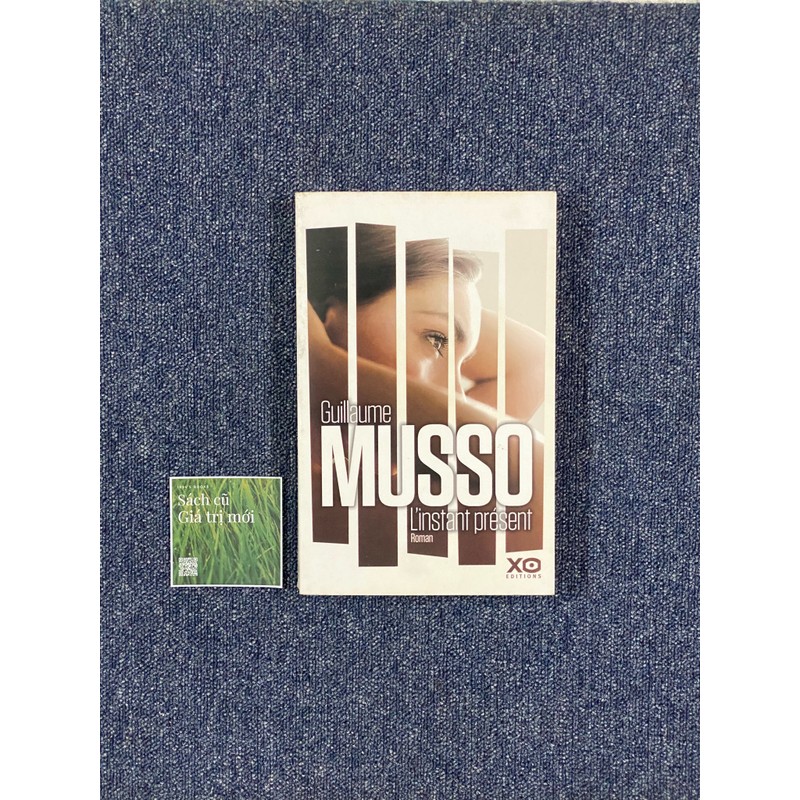 Guillaume
MUSSO
L'instant présent
Roman
XO
EDITIONS
Sách cũ
Giá trị mới